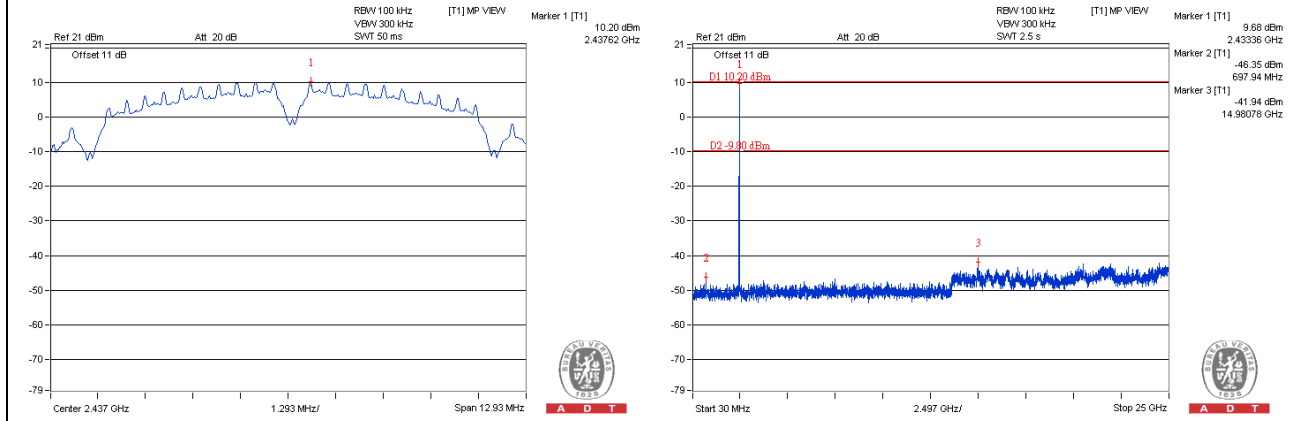 RBW 100 kHz [T1] MP VIEW
VBW 300 kHz
Ref 21 dBm Att 20 dB SWT 50 ms
Marker 1 [T1]
10.20 dBm
2.43762 GHz
21
Offset 11 dB
1
10
0
-10
-20
-30
-40
-50
-60
-70
-79
Center 2.437 GHz 1.293 MHz/ Span 12.93 MHz
BUREAU VERITAS
1828
A D T
RBW 100 kHz [T1] MP VIEW
VBW 300 kHz
Ref 21 dBm Att 20 dB SWT 2.5 s
Marker 1 [T1]
9.68 dBm
2.43336 GHz
Marker 2 [T1]
-46.35 dBm
697.94 MHz
Marker 3 [T1]
-41.94 dBm
14.98078 GHz
21
Offset 11 dB
1
D1 10.20 dBm
10
0
D2 -9.80 dBm
-10
-20
-30
3
-40
2
-50
-60
-70
-79
Start 30 MHz 2.497 GHz/ Stop 25 GHz
BUREAU VERITAS
1828
A D T